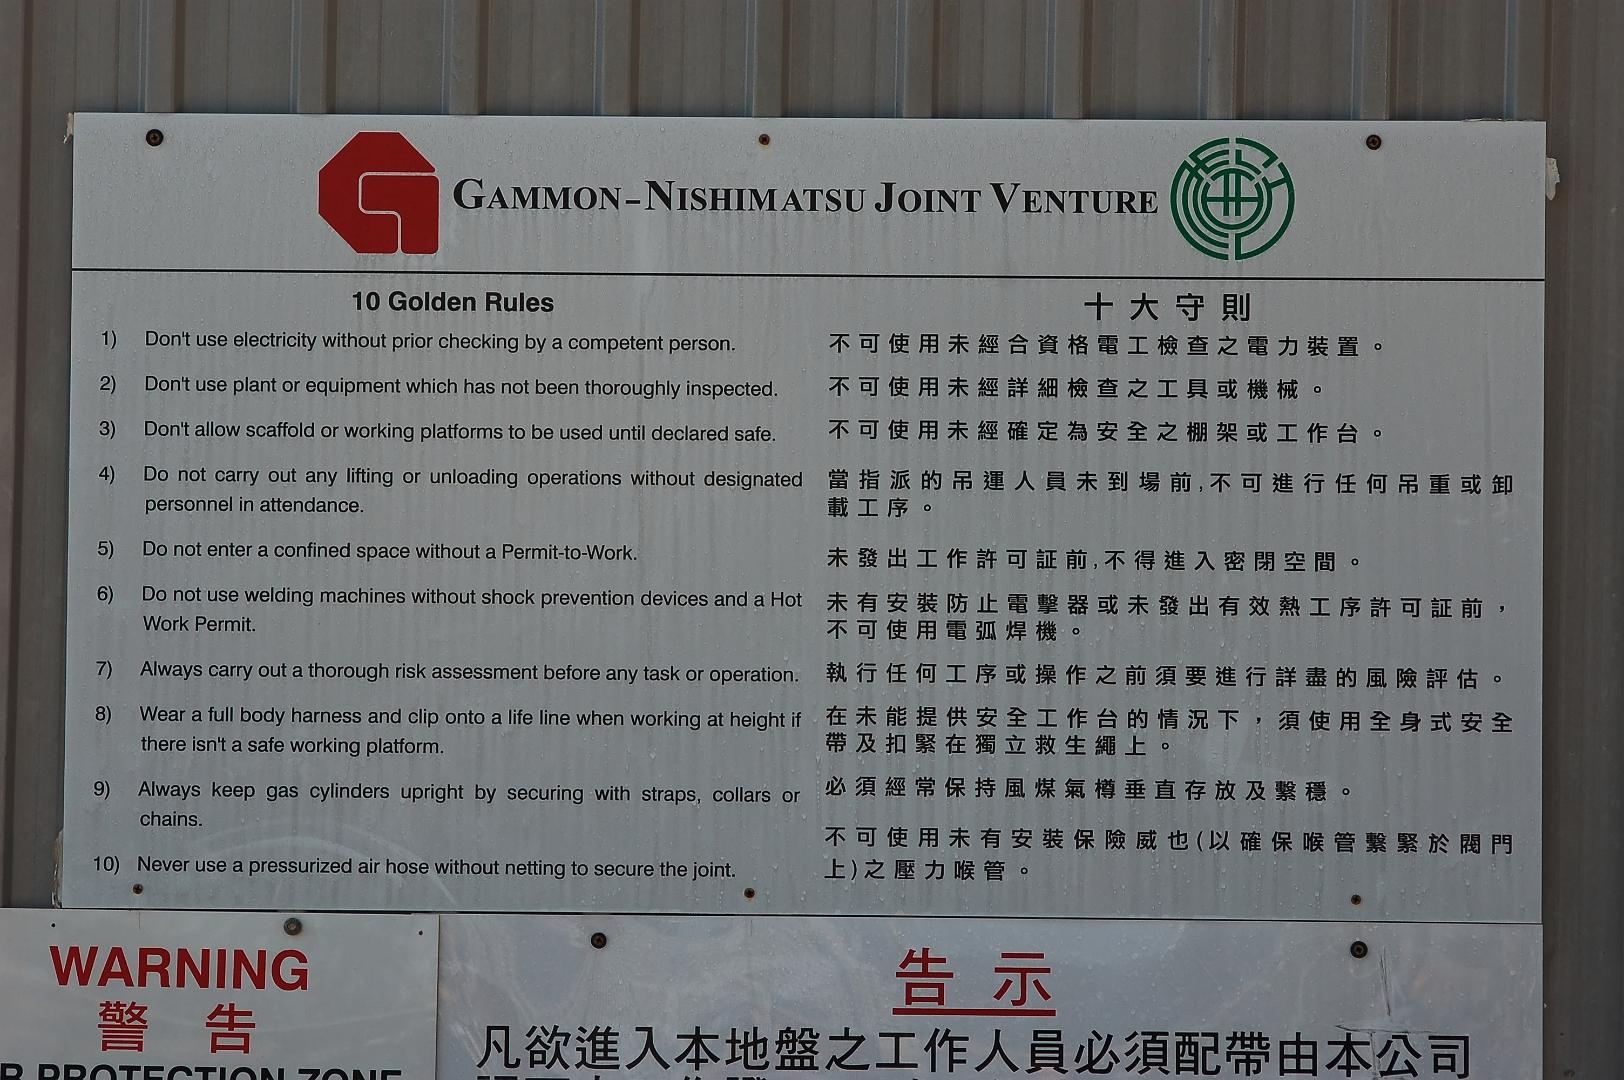 GAMMON-NISHIMATSU JOINT VENTURE
10 Golden Rules
1) Don't use electricity without prior checking by a competent person.
2) Don't use plant or equipment which has not been thoroughly inspected.
3) Don't allow scaffold or working platforms to be used until declared safe.
4) Do not carry out any lifting or unloading operations without designated
personnel in attendance.
5) Do not enter a confined space without a Permit-to-Work.
6) Do not use welding machines without shock prevention devices and a Hot
Work Permit.
7) Always carry out a thorough risk assessment before any task or operation.
8) Wear a full body harness and clip onto a life line when working at height if
there isn't a safe working platform.
9) Always keep gas cylinders upright by securing with straps, collars or
chains.
10) Never use a pressurized air hose without netting to secure the joint.
十大守則
不可使用未經合資格電工檢查之電力裝置。
不可使用未經詳細檢查之工具或機械。
不可使用未經確定為安全之棚架或工作台。
當指派的吊運人員未到場前,不可進行任何吊重或卸
載工序。
未發出工作許可証前,不得進入密閉空間。
未有安裝防止電擊器或未發出有效熱工序許可証前，
不可使用電弧焊機。
執行任何工序或操作之前須要進行詳盡的風險評估。
在未能提供安全工作台的情況下，須使用全身式安全
帶及扣緊在獨立救生繩上。
必須經常保持風煤氣樽垂直存放及繫穩。
不可使用未有安裝保險威也(以確保喉管繫緊於閥門
上)之壓力喉管。
WARNING
警告
PROTECTION ZONE
告示
凡欲進入本地盤之工作人員必須配帶由本公司